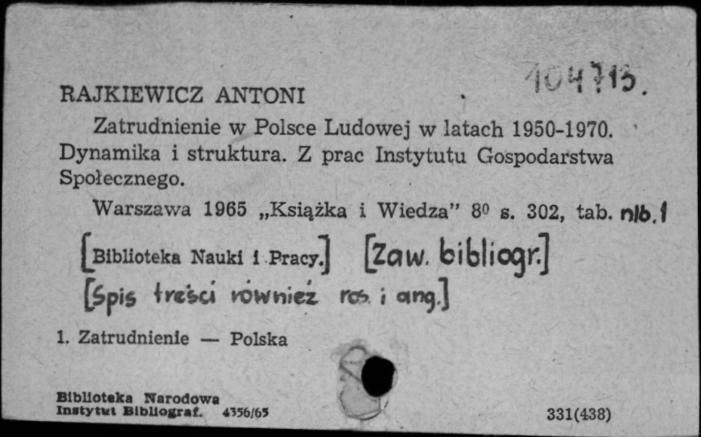 104713.
RAJKIEWICZ ANTONI
Zatrudnienie w Polsce Ludowej w latach 1950-1970.
Dynamika i struktura. Z prac Instytutu Gospodarstwa
Społecznego.
Warszawa 1965 „Książka i Wiedza” 8⁰ s. 302, tab. nlb.1
[Biblioteka Nauki i Pracy.] [Zaw. bibliogr.]
[Spis treści również ros. i ang.]
1. Zatrudnienie — Polska
Biblioteka Narodowa
Instytut Bibliograf. 4356/65
331(438)